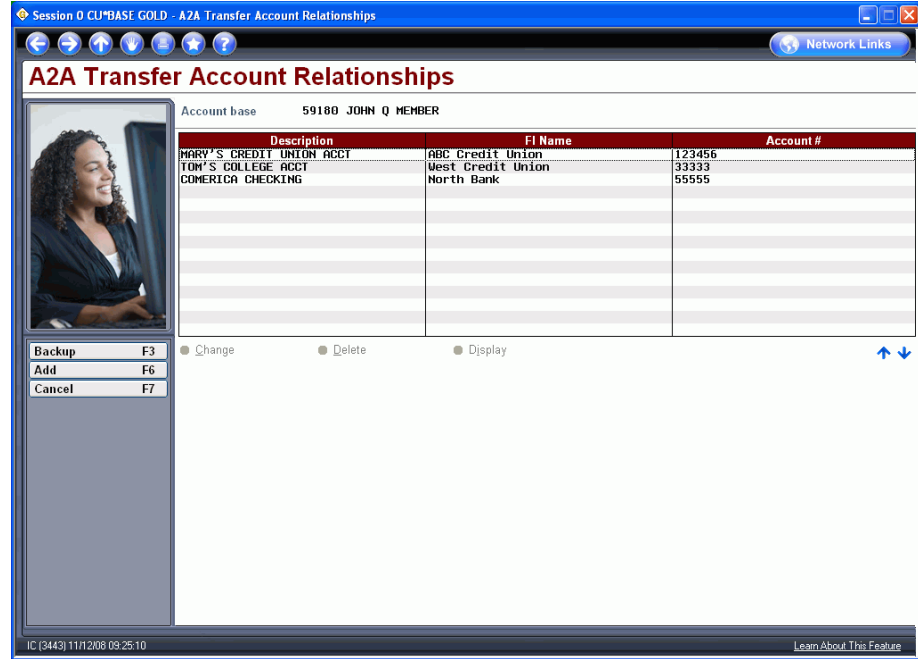 Session 0 CU*BASE GOLD - A2A Transfer Account Relationships
Network Links
A2A Transfer Account Relationships
Account base 59180 JOHN Q MEMBER
Description FI Name Account #
MARY'S CREDIT UNION ACCT ABC Credit Union 123456
TOM'S COLLEGE ACCT West Credit Union 33333
COMERICA CHECKING North Bank 55555
Change Delete Display
Backup F3
Add F6
Cancel F7
IC (3443) 11/12/08 09:25:10 Learn About This Feature